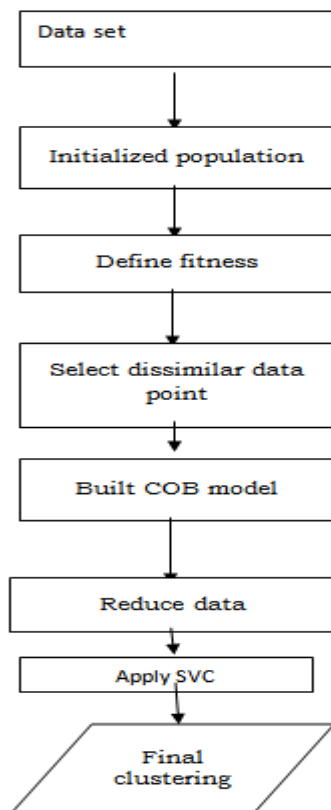 Data set
Initialized population
Define fitness
Select dissimilar data
point
Built COB model
Reduce data
Apply SVC
Final
clustering